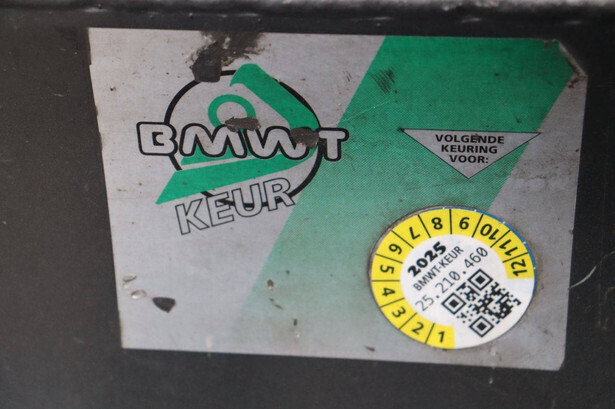 BMWT
KEUR
VOLGENDE
KEURING
VOOR:
1 2 3 4 5 6 7 8 9 10 11 12
2025
BMWT-KEUR
25.210.460